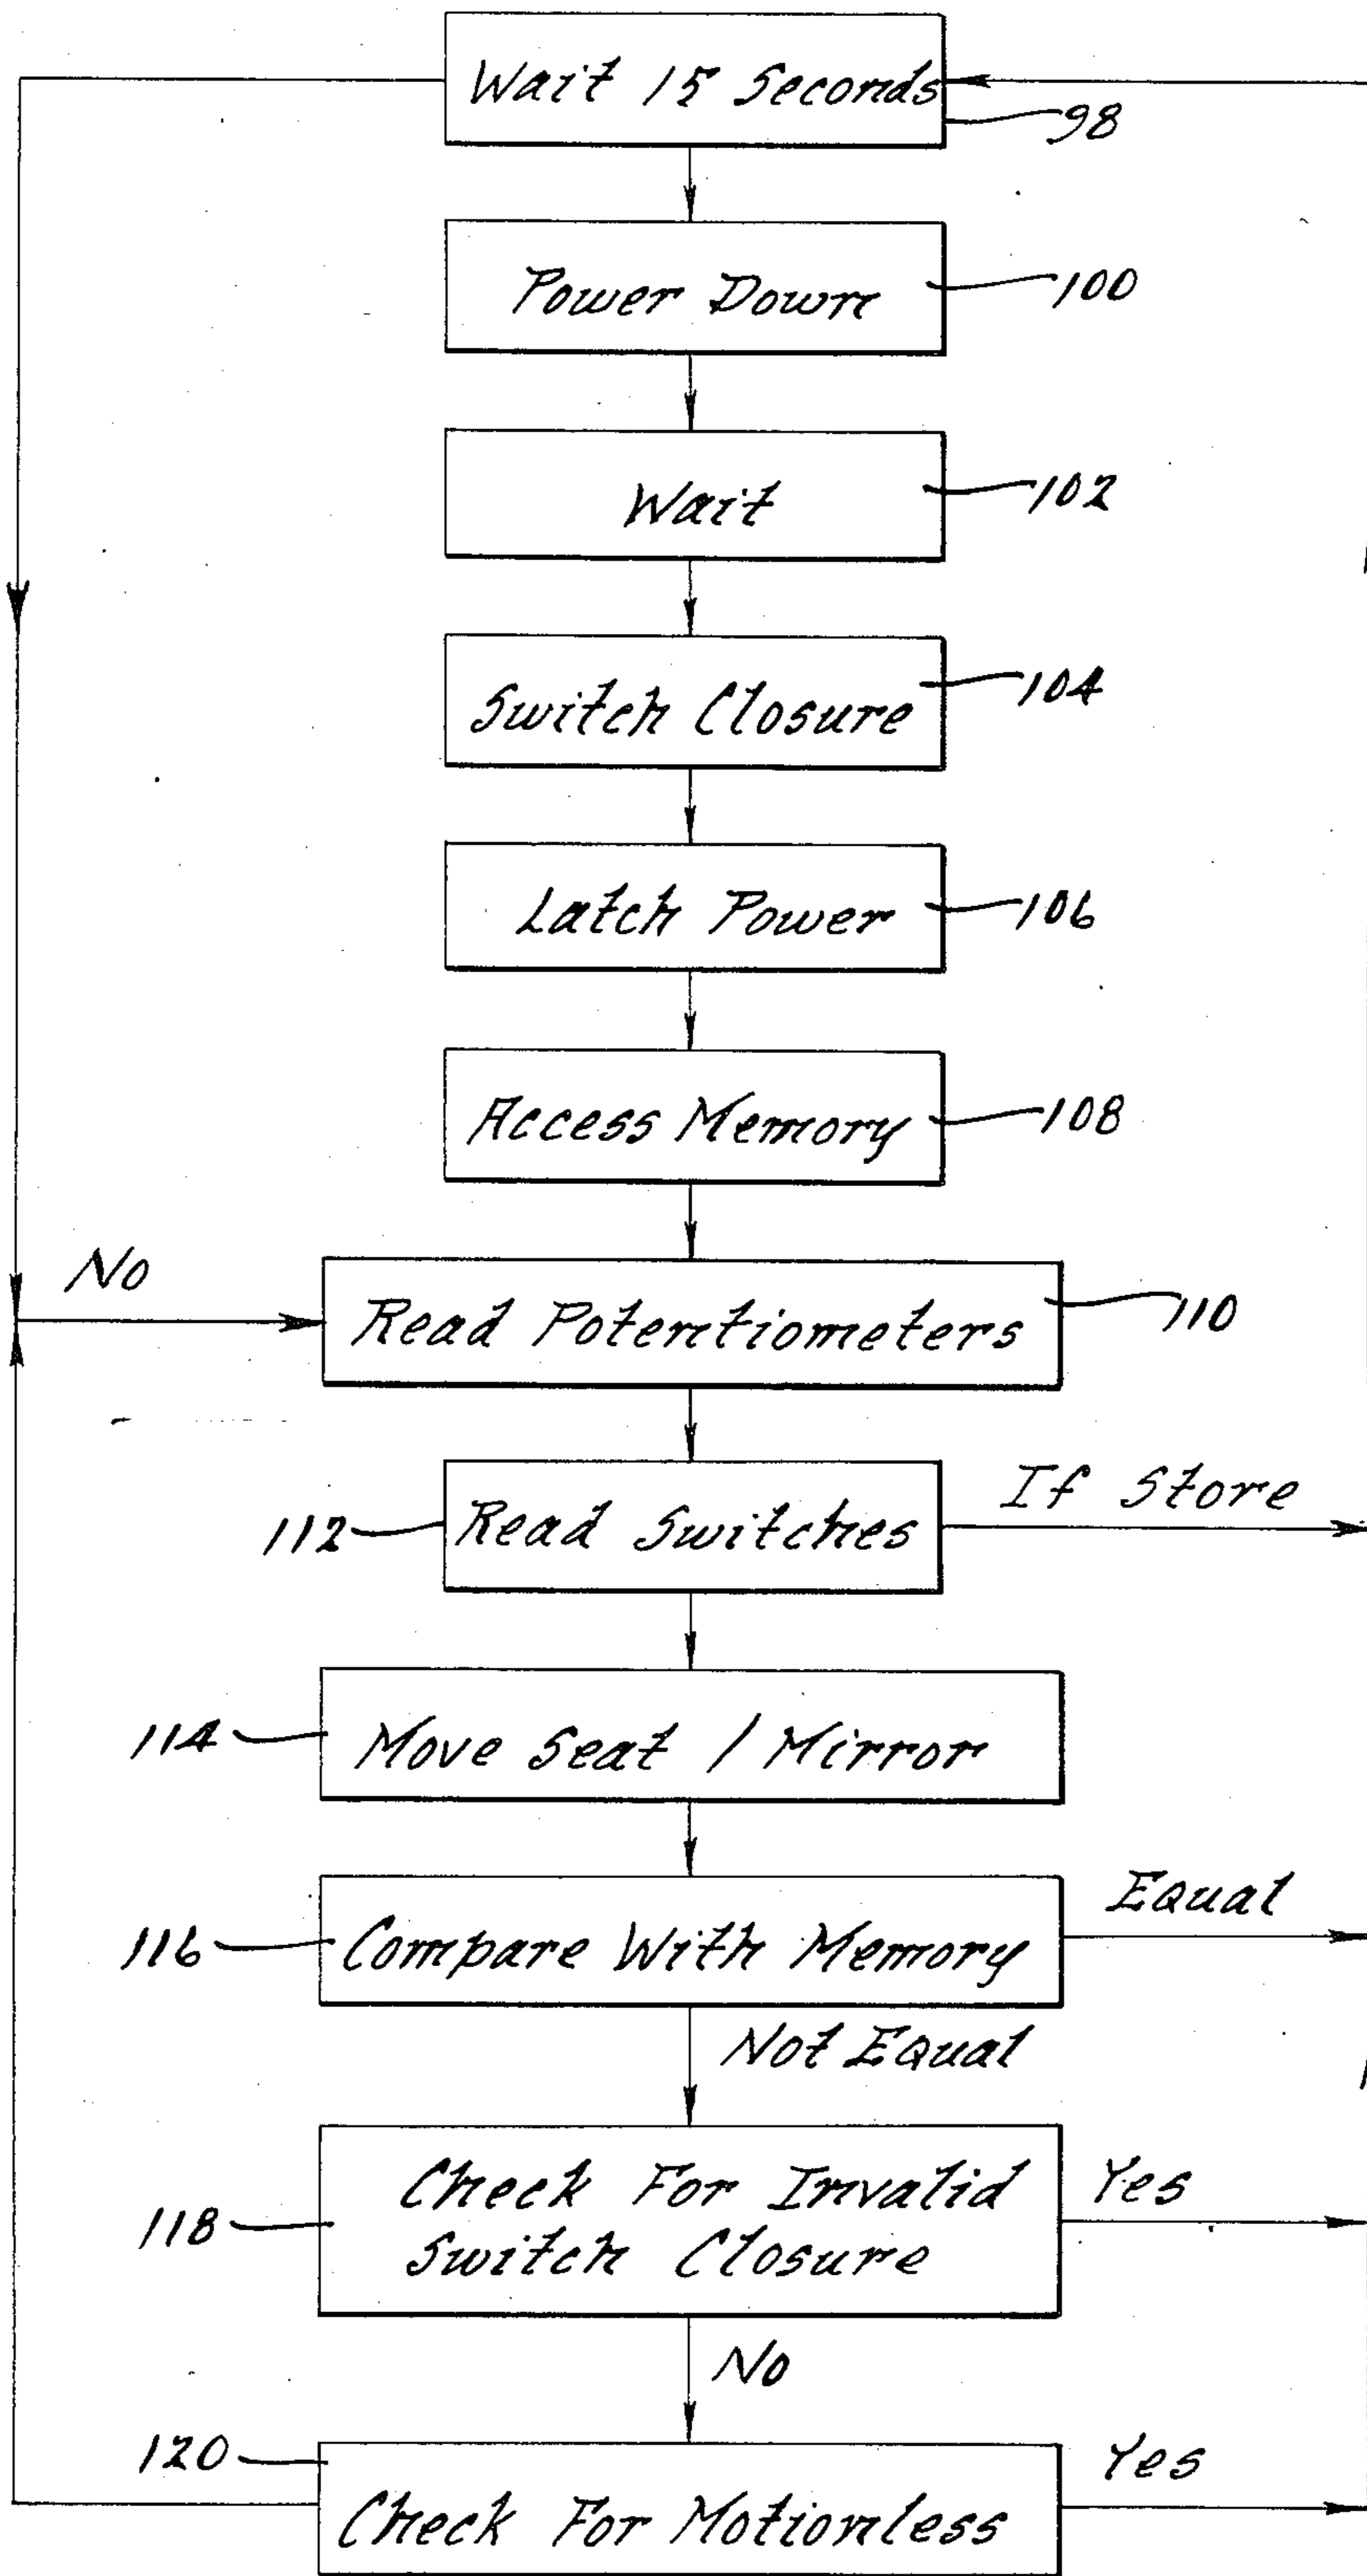 Wait 15 Seconds
98
Power Down
100
Wait
102
Switch Closure
104
Latch Power
106
Access Memory
108
No
Read Potentiometers
110
If Store
112
Read Switches
114
Move Seat / Mirror
Equal
116
Compare With Memory
Not Equal
Check For Invalid
Switch Closure
Yes
118
No
120
Check For Motionless
Yes